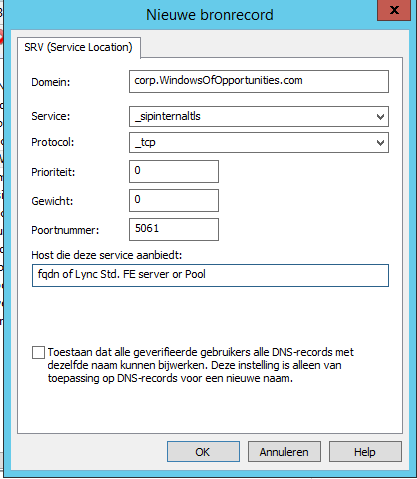 Nieuwe bronrecord
x
SRV (Service Location)
Domein: corp.WindowsOfOpportunities.com
Service: _sipinternaltls
Protocol: _tcp
Prioriteit: 0
Gewicht: 0
Poortnummer: 5061
Host die deze service aanbiedt:
fqdn of Lync Std. FE server or Pool
Toestaan dat alle geverifieerde gebruikers alle DNS-records met
dezelfde naam kunnen bijwerken. Deze instelling is alleen van
toepassing op DNS-records voor een nieuwe naam.
OK Annuleren Help